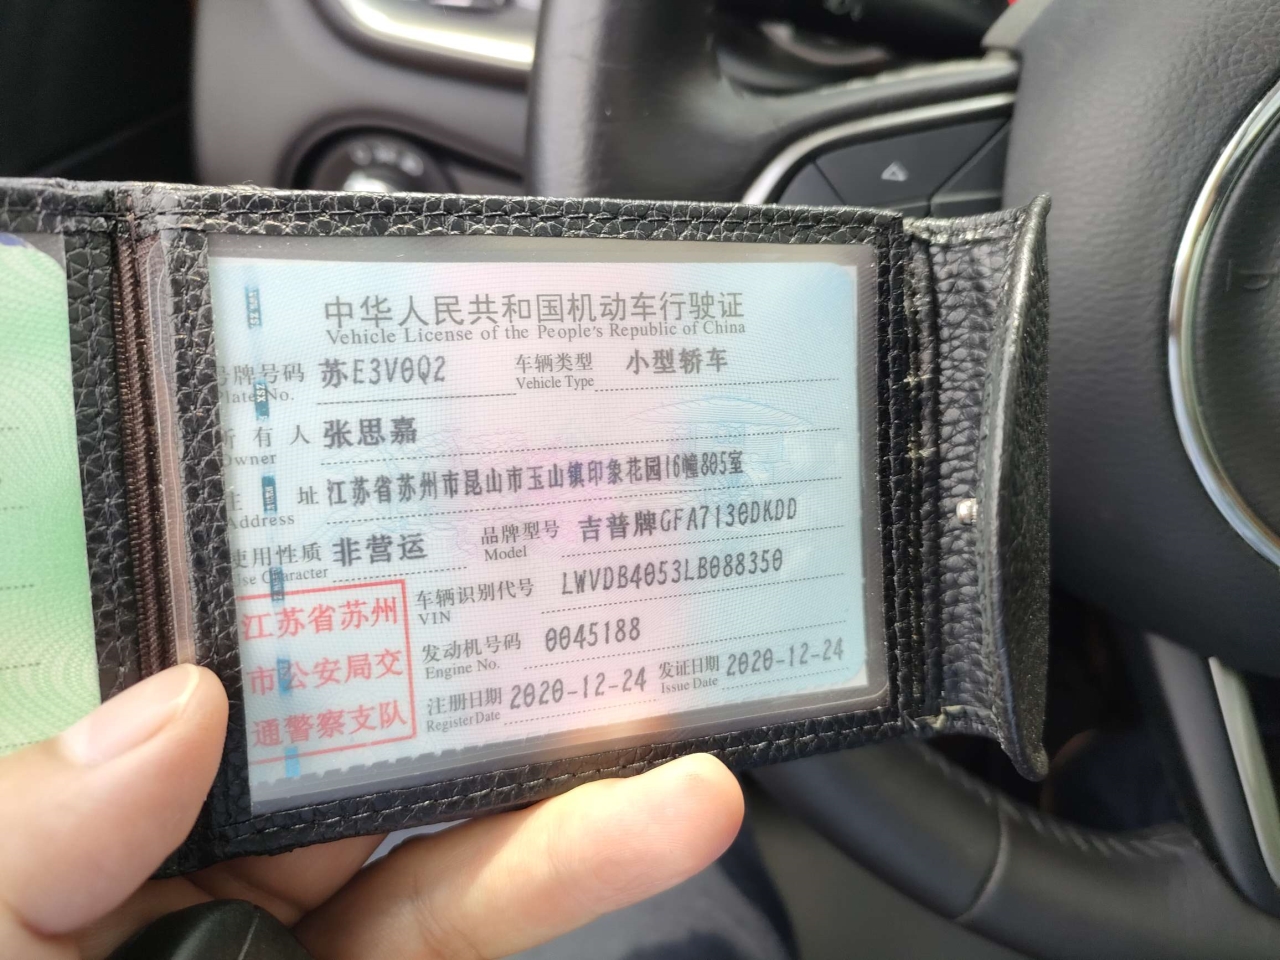 中华人民共和国机动车行驶证
Vehicle License of the People's Republic of China
号牌号码 苏E3V0Q2 车辆类型 小型轿车
Plate No. Vehicle Type
所有人 张思嘉
Owner
住址 江苏省苏州市昆山市玉山镇印象花园16幢805室
Address
使用性质 非营运 品牌型号 吉普牌GFA7130DKDD
Use Character Model
车辆识别代号 LWVDB4053LB088350
VIN
发动机号码 0045188
Engine No.
注册日期 2020-12-24 发证日期 2020-12-24
Register Date Issue Date
江苏省苏州
市公安局交
通警察支队